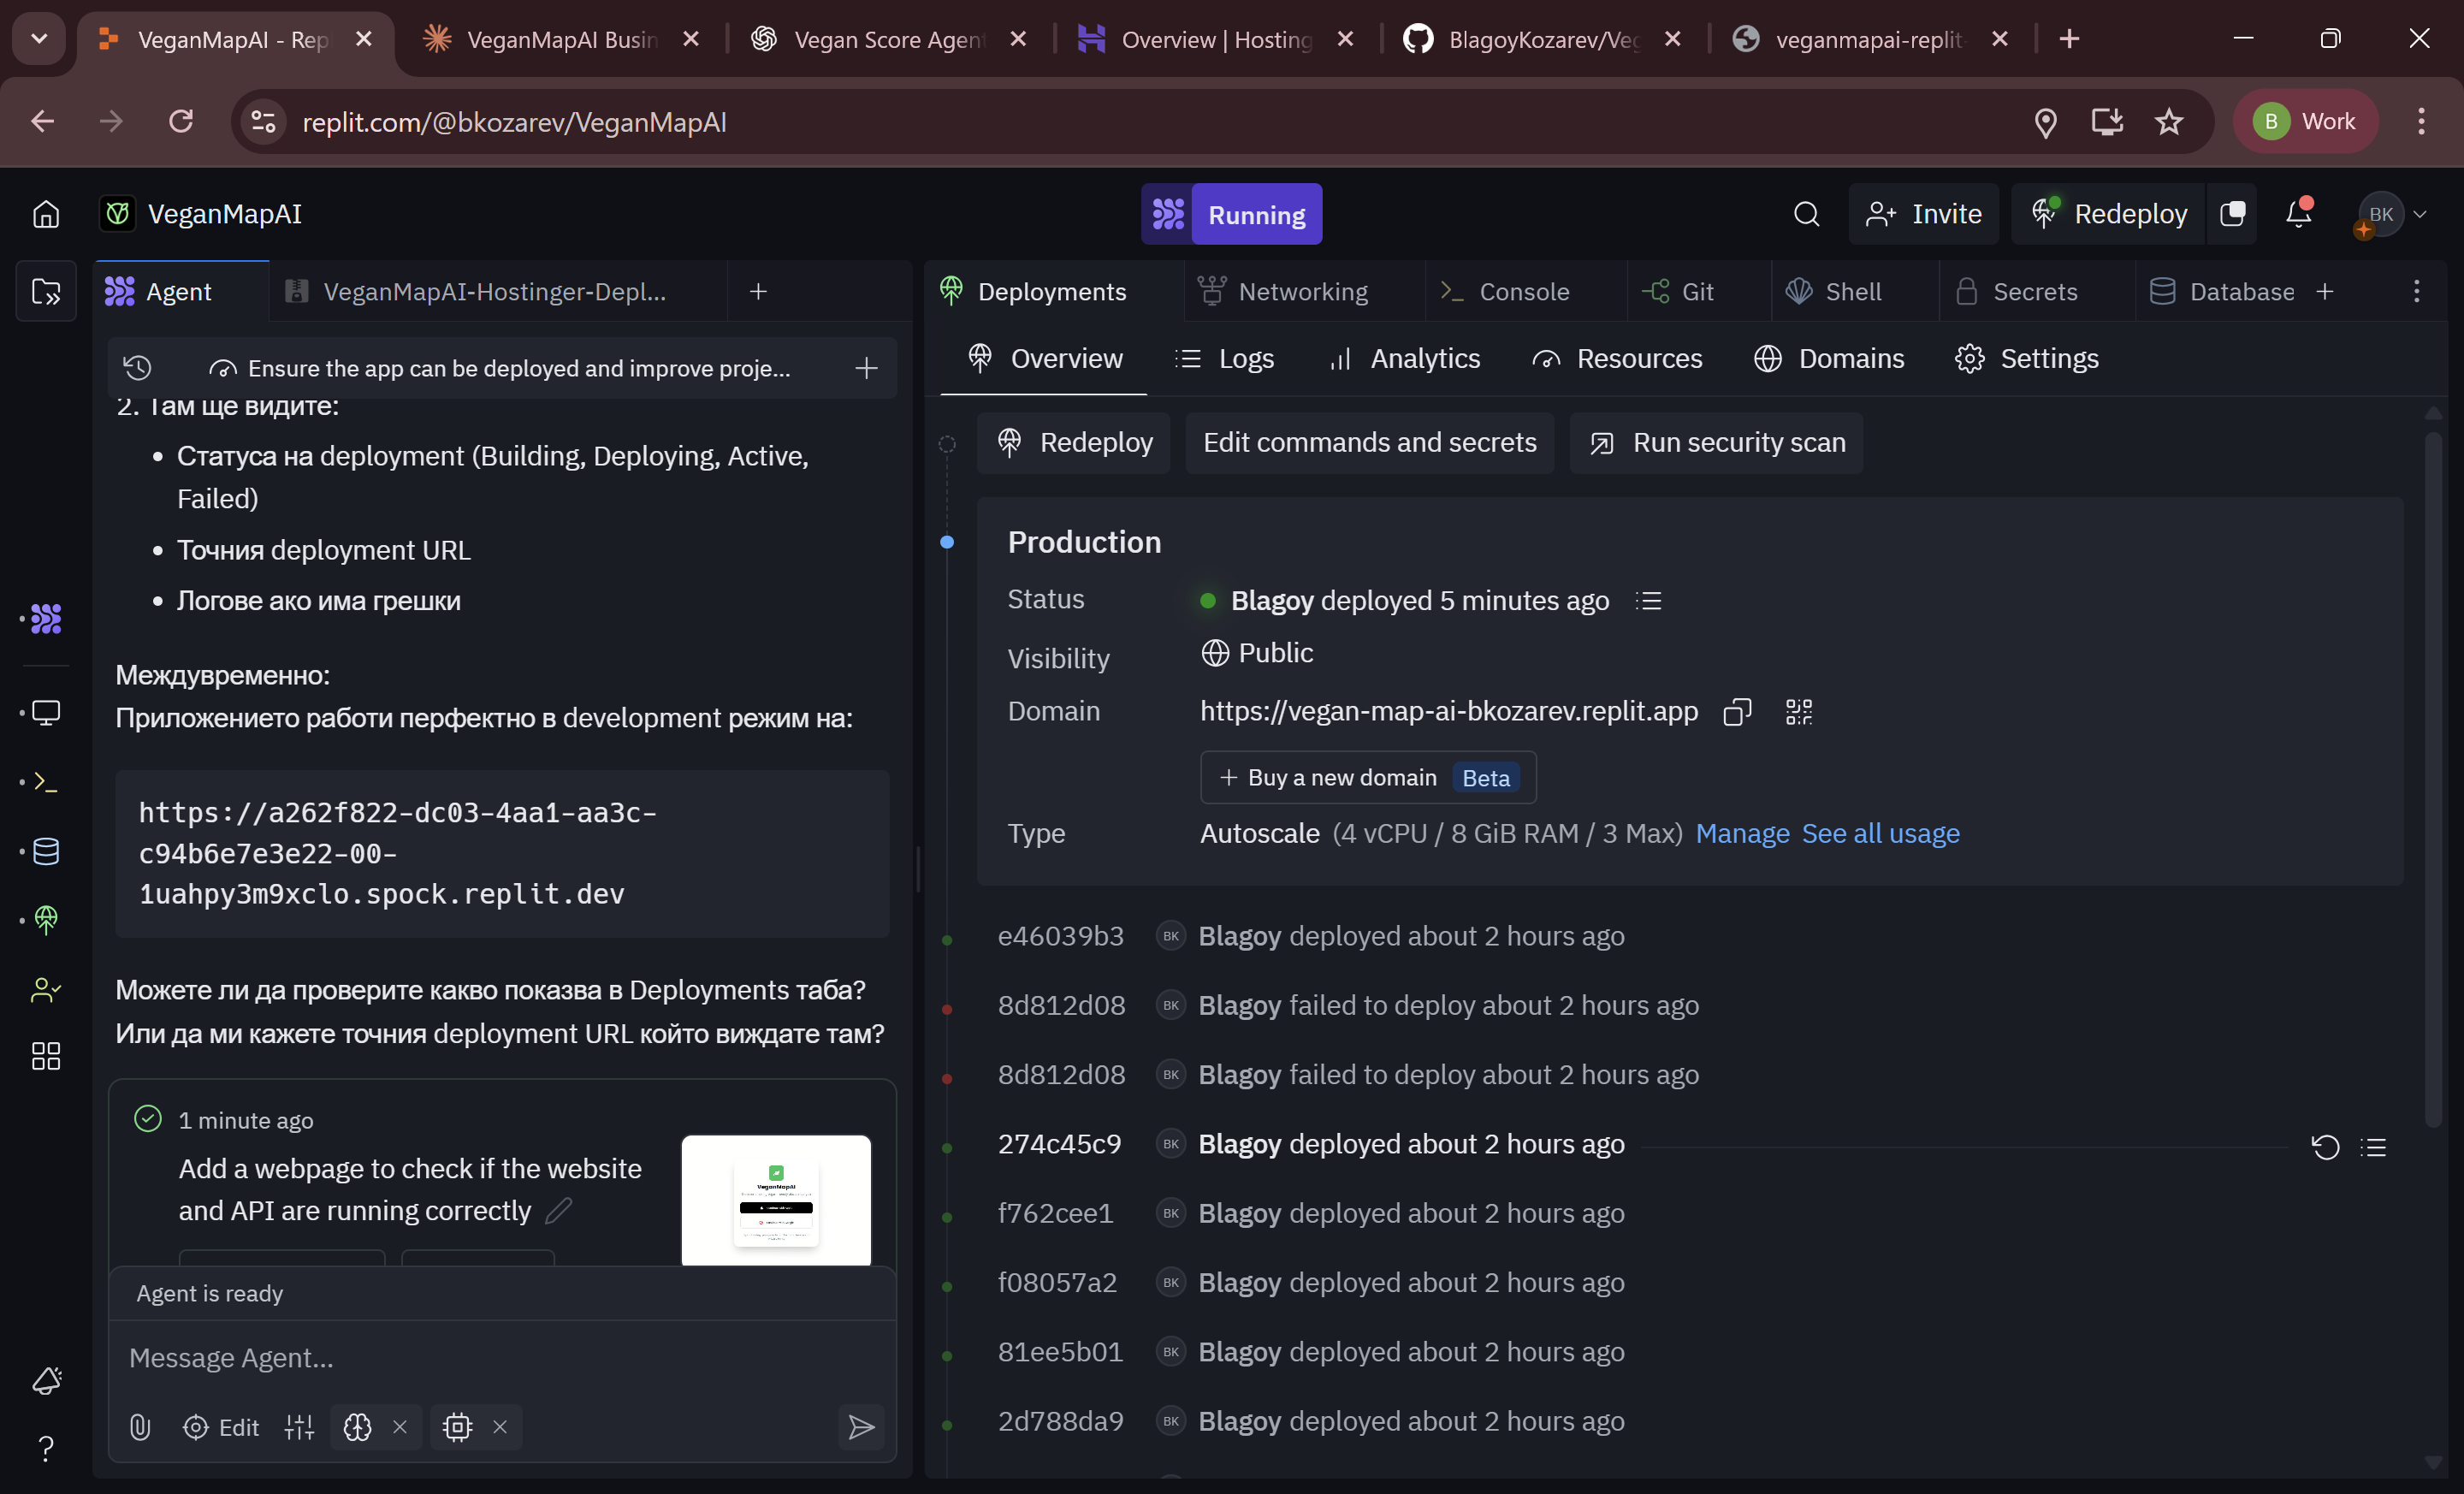 VeganMapAI - Rep
VeganMapAI Busin
Vegan Score Agent
Overview | Hosting
BlagoyKozarev/Veg
veganmapai-replit-
replit.com/@bkozarev/VeganMapAI
B
Work
VeganMapAI
Running
Invite
Redeploy
BK
Agent
VeganMapAI-Hostinger-Depl...
Deployments
Networking
Console
Git
Shell
Secrets
Database
Ensure the app can be deployed and improve proje...
Overview
Logs
Analytics
Resources
Domains
Settings
2. Там ще видите:
• Статуса на deployment (Building, Deploying, Active,
Failed)
• Точния deployment URL
• Логове ако има грешки
Междувременно:
Приложението работи перфектно в development режим на:
https://a262f822-dc03-4aa1-aa3c-
c94b6e7e3e22-00-
1uahpy3m9xclo.spock.replit.dev
Можете ли да проверите какво показва в Deployments таба?
Или да ми кажете точния deployment URL който виждате там?
1 minute ago
Add a webpage to check if the website
and API are running correctly
VeganMapAI
Agent is ready
Message Agent...
Edit
Redeploy
Edit commands and secrets
Run security scan
Production
Status
Blagoy deployed 5 minutes ago
Visibility
Public
Domain
https://vegan-map-ai-bkozarev.replit.app
+ Buy a new domain Beta
Type
Autoscale (4 vCPU / 8 GiB RAM / 3 Max) Manage See all usage
e46039b3 BK Blagoy deployed about 2 hours ago
8d812d08 BK Blagoy failed to deploy about 2 hours ago
8d812d08 BK Blagoy failed to deploy about 2 hours ago
274c45c9 BK Blagoy deployed about 2 hours ago
f762cee1 BK Blagoy deployed about 2 hours ago
f08057a2 BK Blagoy deployed about 2 hours ago
81ee5b01 BK Blagoy deployed about 2 hours ago
2d788da9 BK Blagoy deployed about 2 hours ago